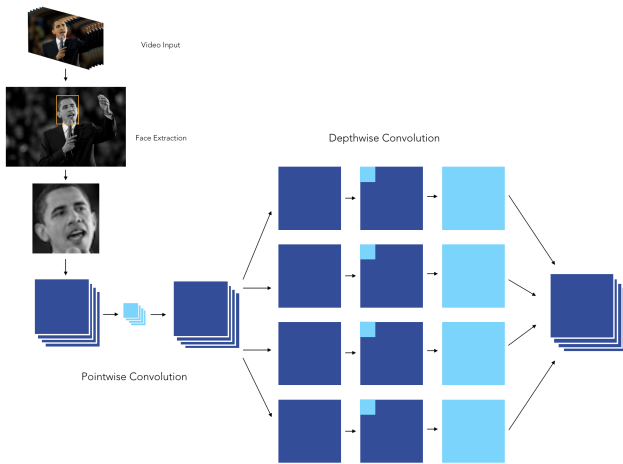 Video Input
Face Extraction
Depthwise Convolution
Pointwise Convolution